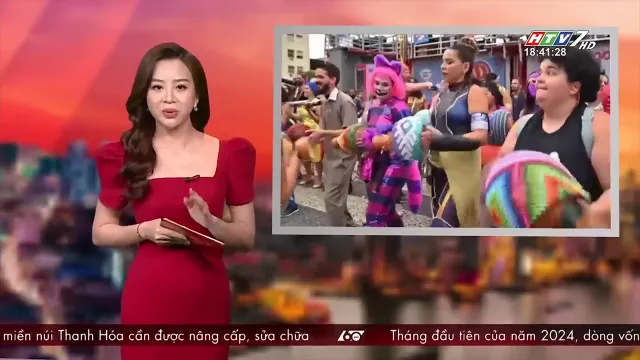 HTV7 HD
18:41:28
miền núi Thanh Hóa cần được nâng cấp, sửa chữa 60 Tháng đầu tiên của năm 2024, dòng vốn